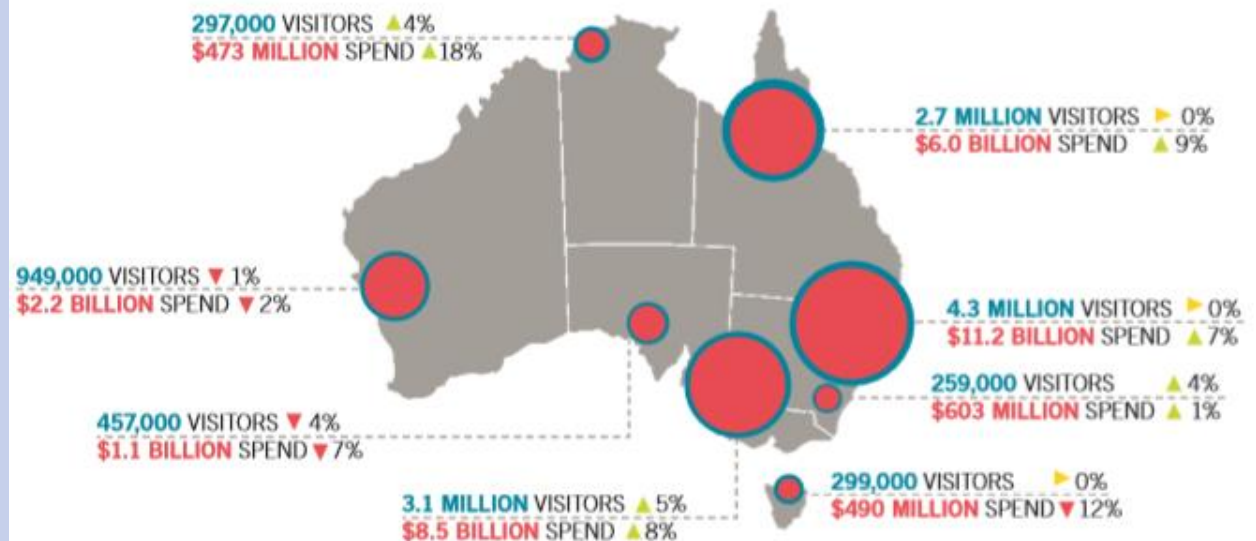 297,000 VISITORS ▲4%
$473 MILLION SPEND ▲18%
2.7 MILLION VISITORS ► 0%
$6.0 BILLION SPEND ▲ 9%
949,000 VISITORS ▼ 1%
$2.2 BILLION SPEND ▼ 2%
4.3 MILLION VISITORS ► 0%
$11.2 BILLION SPEND ▲ 7%
259,000 VISITORS ▲ 4%
$603 MILLION SPEND ▲ 1%
457,000 VISITORS ▼ 4%
$1.1 BILLION SPEND ▼ 7%
299,000 VISITORS ► 0%
$490 MILLION SPEND ▼ 12%
3.1 MILLION VISITORS ▲ 5%
$8.5 BILLION SPEND ▲ 8%